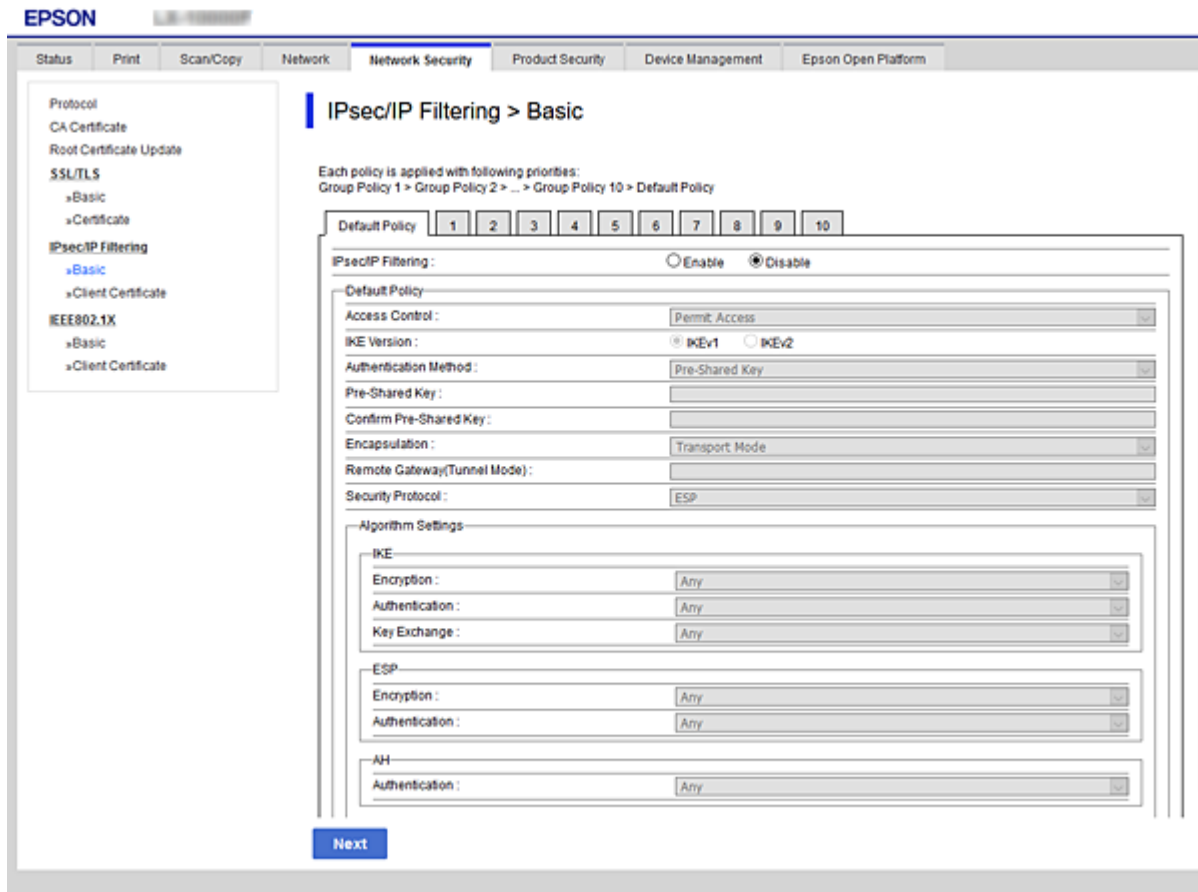 EPSON
Status Print Scan/Copy Network Network Security Product Security Device Management Epson Open Platform
Protocol
CA Certificate
Root Certificate Update
SSL/TLS
»Basic
»Certificate
IPsec/IP Filtering
»Basic
»Client Certificate
IEEE802.1X
»Basic
»Client Certificate
IPsec/IP Filtering > Basic
Each policy is applied with following priorities:
Group Policy 1 > Group Policy 2 > ... > Group Policy 10 > Default Policy
Default Policy 1 2 3 4 5 6 7 8 9 10
IPsec/IP Filtering : Enable Disable
Default Policy
Access Control : Permit Access
IKE Version : IKEv1 IKEv2
Authentication Method : Pre-Shared Key
Pre-Shared Key :
Confirm Pre-Shared Key :
Encapsulation : Transport Mode
Remote Gateway(Tunnel Mode) :
Security Protocol : ESP
Algorithm Settings
IKE
Encryption : Any
Authentication : Any
Key Exchange : Any
ESP
Encryption : Any
Authentication : Any
AH
Authentication : Any
Next